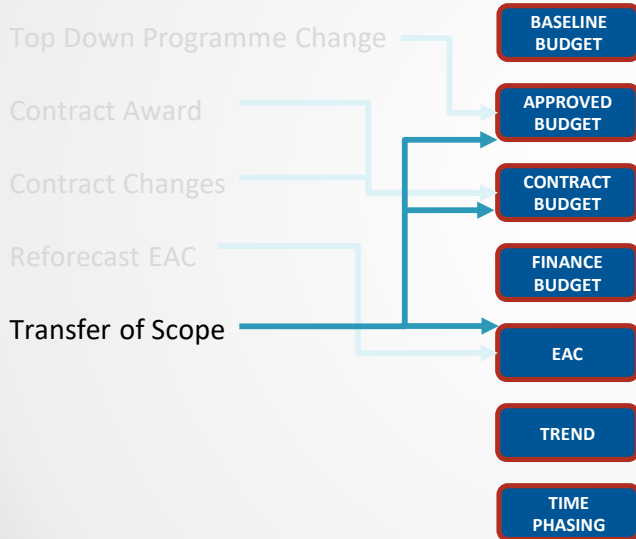 Top Down Programme Change
Contract Award
Contract Changes
Reforecast EAC
Transfer of Scope
BASELINE
BUDGET
APPROVED
BUDGET
CONTRACT
BUDGET
FINANCE
BUDGET
EAC
TREND
TIME
PHASING